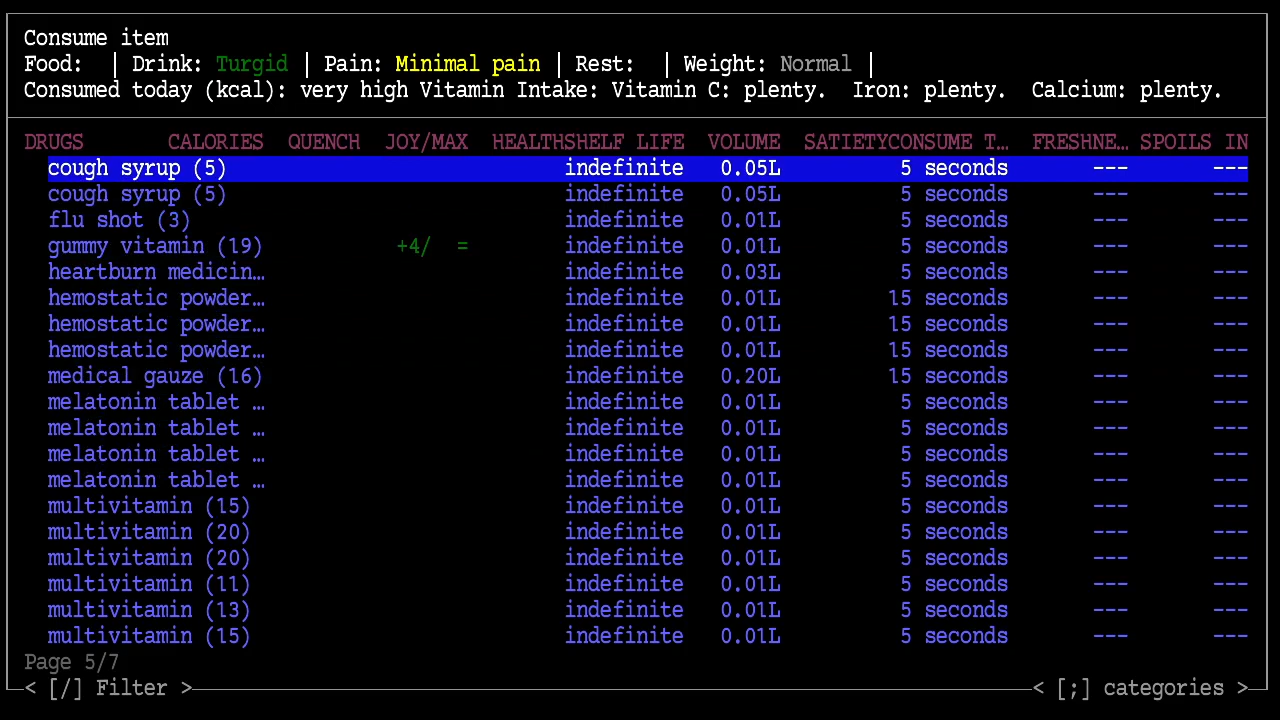 Consume item
Food:  | Drink: Turgid | Pain: Minimal pain | Rest:  | Weight: Normal |
Consumed today (kcal): very high Vitamin Intake: Vitamin C: plenty.  Iron: plenty.  Calcium: plenty.
DRUGS CALORIES QUENCH JOY/MAX HEALTHSHELF LIFE VOLUME SATIETYCONSUME T… FRESHNE… SPOILS IN
cough syrup (5) indefinite 0.05L 5 seconds --- ---
cough syrup (5) indefinite 0.05L 5 seconds --- ---
flu shot (3) indefinite 0.01L 5 seconds --- ---
gummy vitamin (19) +4/  = indefinite 0.01L 5 seconds --- ---
heartburn medicin… indefinite 0.03L 5 seconds --- ---
hemostatic powder… indefinite 0.01L 15 seconds --- ---
hemostatic powder… indefinite 0.01L 15 seconds --- ---
hemostatic powder… indefinite 0.01L 15 seconds --- ---
medical gauze (16) indefinite 0.20L 15 seconds --- ---
melatonin tablet … indefinite 0.01L 5 seconds --- ---
melatonin tablet … indefinite 0.01L 5 seconds --- ---
melatonin tablet … indefinite 0.01L 5 seconds --- ---
melatonin tablet … indefinite 0.01L 5 seconds --- ---
multivitamin (15) indefinite 0.01L 5 seconds --- ---
multivitamin (20) indefinite 0.01L 5 seconds --- ---
multivitamin (20) indefinite 0.01L 5 seconds --- ---
multivitamin (11) indefinite 0.01L 5 seconds --- ---
multivitamin (13) indefinite 0.01L 5 seconds --- ---
multivitamin (15) indefinite 0.01L 5 seconds --- ---
Page 5/7
< [/] Filter > < [;] categories >